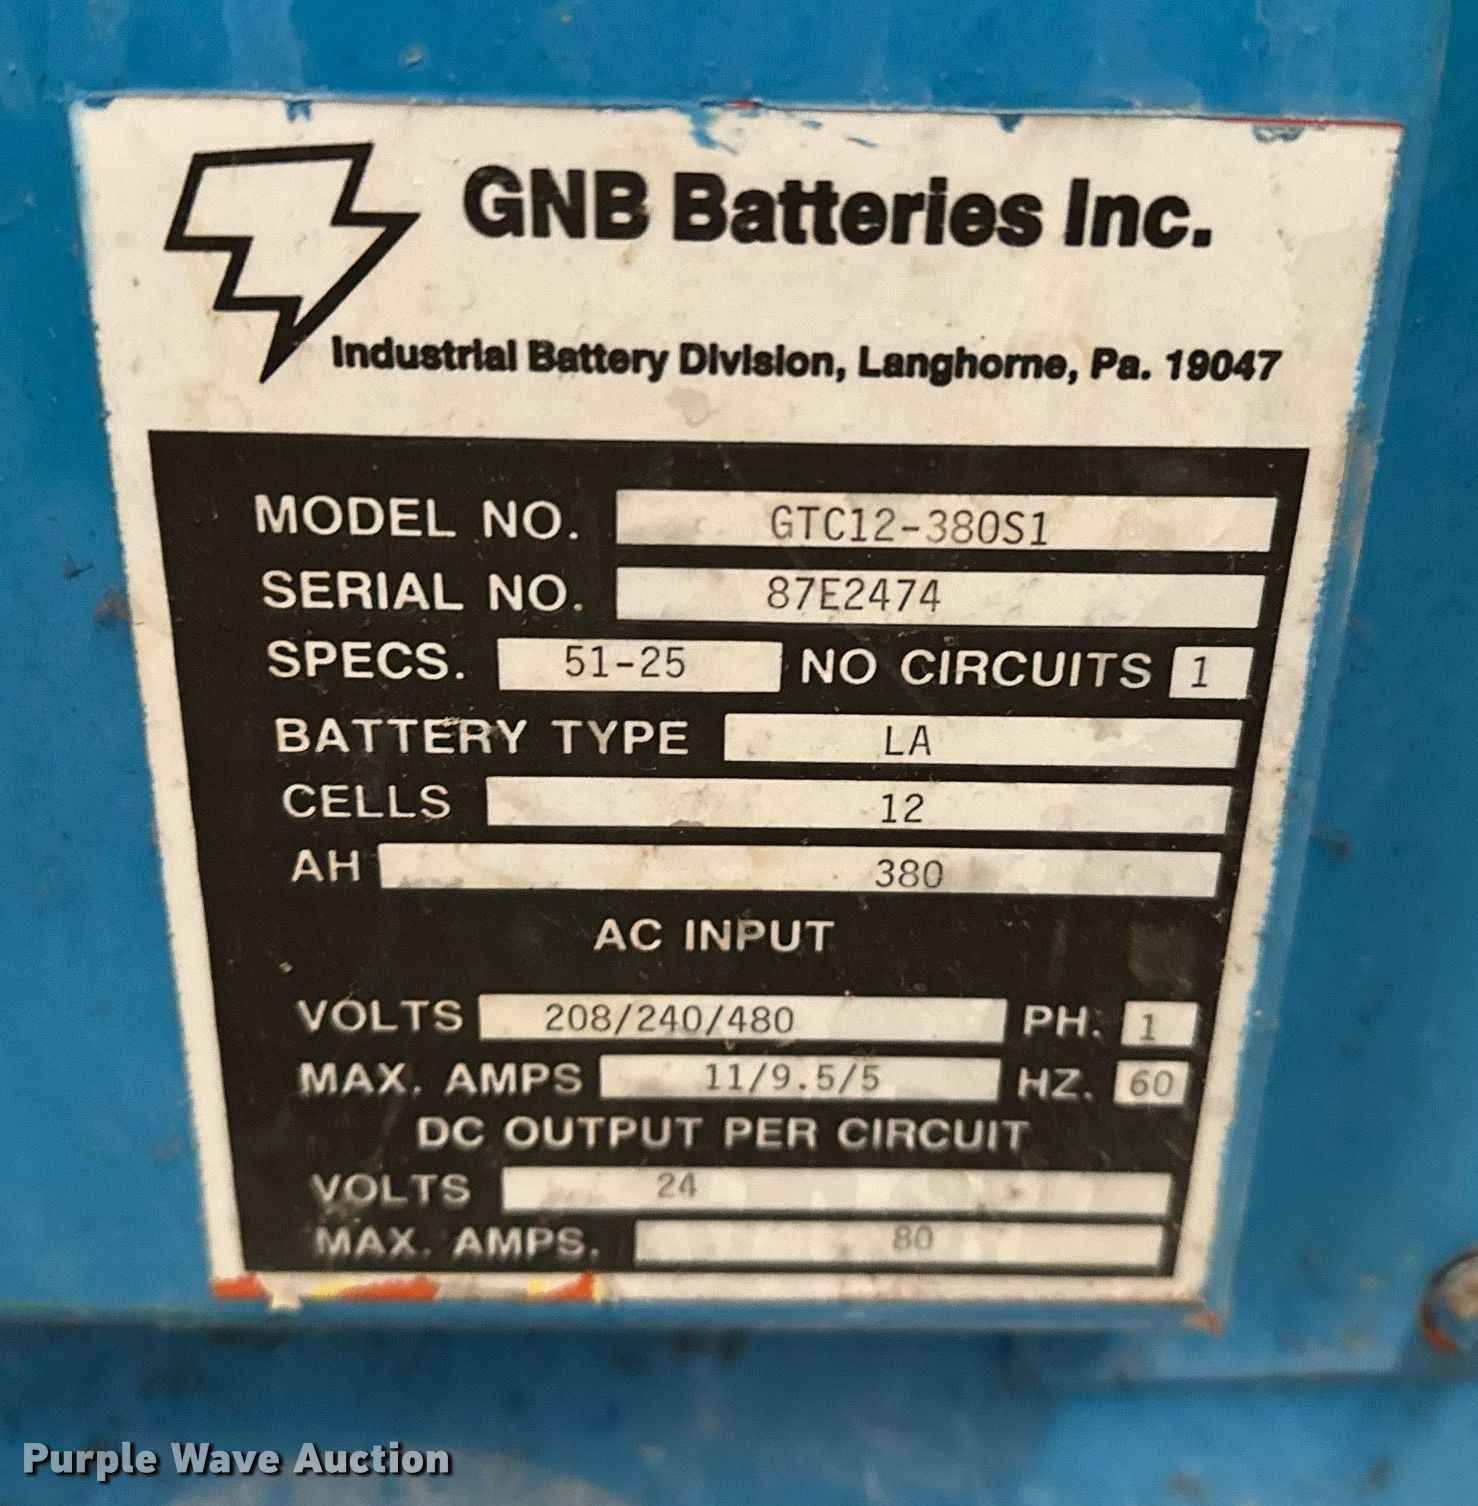 GNB Batteries Inc.
Industrial Battery Division, Langhorne, Pa. 19047
MODEL NO. GTC12-380S1
SERIAL NO. 87E2474
SPECS. 51-25 NO CIRCUITS 1
BATTERY TYPE LA
CELLS 12
AH 380
AC INPUT
VOLTS 208/240/480 PH. 1
MAX. AMPS 11/9.5/5 HZ. 60
DC OUTPUT PER CIRCUIT
VOLTS 24
MAX. AMPS. 80
Purple Wave Auction